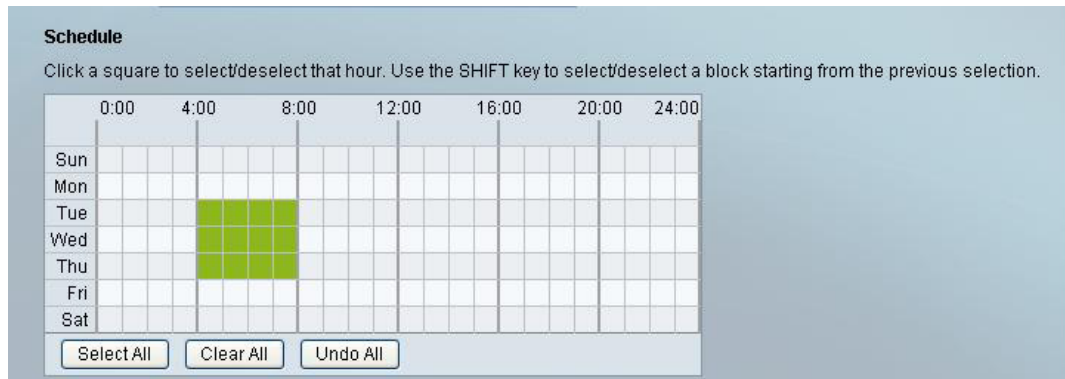 Schedule
Click a square to select/deselect that hour. Use the SHIFT key to select/deselect a block starting from the previous selection.
0:00 4:00 8:00 12:00 16:00 20:00 24:00
Sun
Mon
Tue
Wed
Thu
Fri
Sat
Select All Clear All Undo All